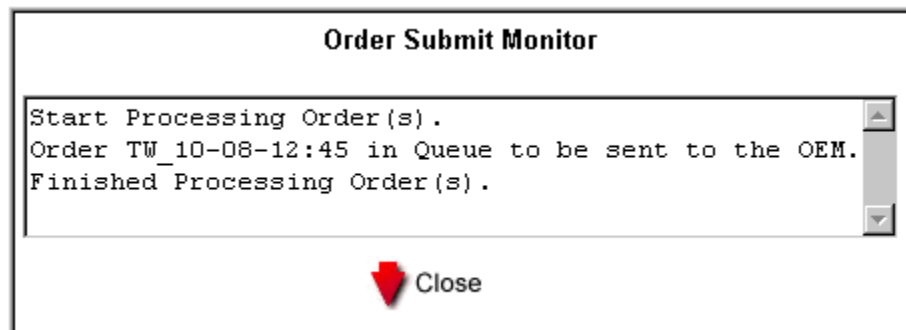 Order Submit Monitor
Start Processing Order(s).
Order TW_10-08-12:45 in Queue to be sent to the OEM.
Finished Processing Order(s).
Close